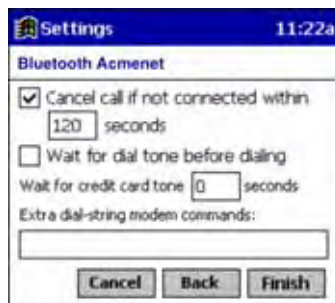 Settings 11:22a
Bluetooth Acmenet
Cancel call if not connected within
120 seconds
Wait for dial tone before dialing
Wait for credit card tone 0 seconds
Extra dial-string modem commands:
Cancel Back Finish